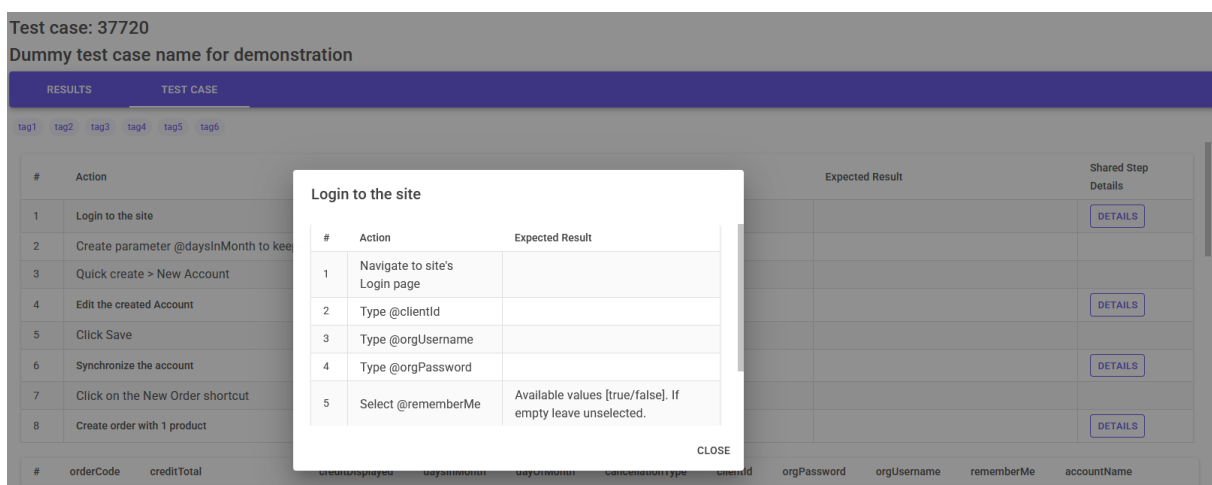 Test case: 37720
Dummy test case name for demonstration
RESULTS TEST CASE
tag1 tag2 tag3 tag4 tag5 tag6
# Action Expected Result Shared Step
Details
1 Login to the site DETAILS
2 Create parameter @daysInMonth to kee
3 Quick create > New Account
4 Edit the created Account DETAILS
5 Click Save
6 Synchronize the account DETAILS
7 Click on the New Order shortcut
8 Create order with 1 product DETAILS
Login to the site
# Action Expected Result
1 Navigate to site's
Login page
2 Type @clientId
3 Type @orgUsername
4 Type @orgPassword
5 Select @rememberMe Available values [true/false]. If
empty leave unselected.
CLOSE
# orderCode creditTotal creditDisplayed daysInMonth dayOfMonth cancellationType clientId orgPassword orgUsername rememberMe accountName